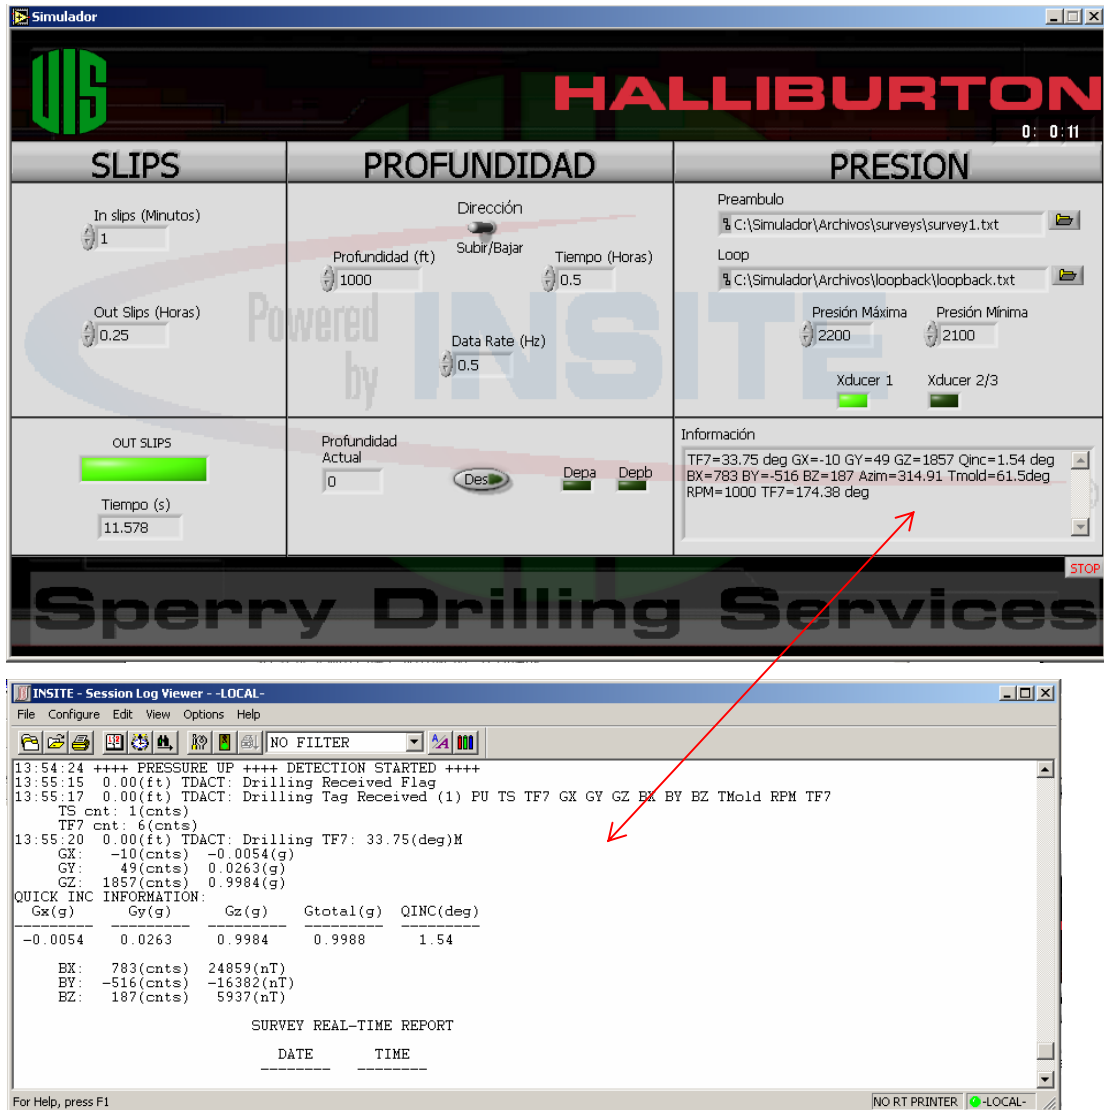 Simulador
UIS
HALLIBURTON
0: 0:11
SLIPS
PROFUNDIDAD
PRESION
In slips (Minutos)
1
Out Slips (Horas)
0.25
Dirección
Subir/Bajar
Profundidad (ft)
1000
Tiempo (Horas)
0.5
Data Rate (Hz)
0.5
Preambulo
C:\Simulador\Archivos\surveys\survey1.txt
Loop
C:\Simulador\Archivos\loopback\loopback.txt
Presión Máxima
2200
Presión Mínima
2100
Xducer 1
Xducer 2/3
Powered
by
INSITE
OUT SLIPS
Tiempo (s)
11.578
Profundidad
Actual
0
Des
Depa
Depb
Información
TF7=33.75 deg GX=-10 GY=49 GZ=1857 Qinc=1.54 deg
BX=783 BY=-516 BZ=187 Azim=314.91 Tmold=61.5deg
RPM=1000 TF7=174.38 deg
STOP
Sperry Drilling Services
INSITE - Session Log Viewer - -LOCAL-
File Configure Edit View Options Help
NO FILTER
13:54:24 ++++ PRESSURE UP ++++ DETECTION STARTED ++++
13:55:15 0.00(ft) TDACT: Drilling Received Flag
13:55:17 0.00(ft) TDACT: Drilling Tag Received (1) PU TS TF7 GX GY GZ BX BY BZ TMold RPM TF7
TS cnt: 1(cnts)
TF7 cnt: 6(cnts)
13:55:20 0.00(ft) TDACT: Drilling TF7: 33.75(deg)M
GX: -10(cnts) -0.0054(g)
GY: 49(cnts) 0.0263(g)
GZ: 1857(cnts) 0.9984(g)
QUICK INC INFORMATION:
Gx(g) Gy(g) Gz(g) Gtotal(g) QINC(deg)
--------- --------- --------- --------- ---------
-0.0054 0.0263 0.9984 0.9988 1.54
BX: 783(cnts) 24859(nT)
BY: -516(cnts) -16382(nT)
BZ: 187(cnts) 5937(nT)
SURVEY REAL-TIME REPORT
DATE TIME
-------- --------
For Help, press F1
NO RT PRINTER
-LOCAL-